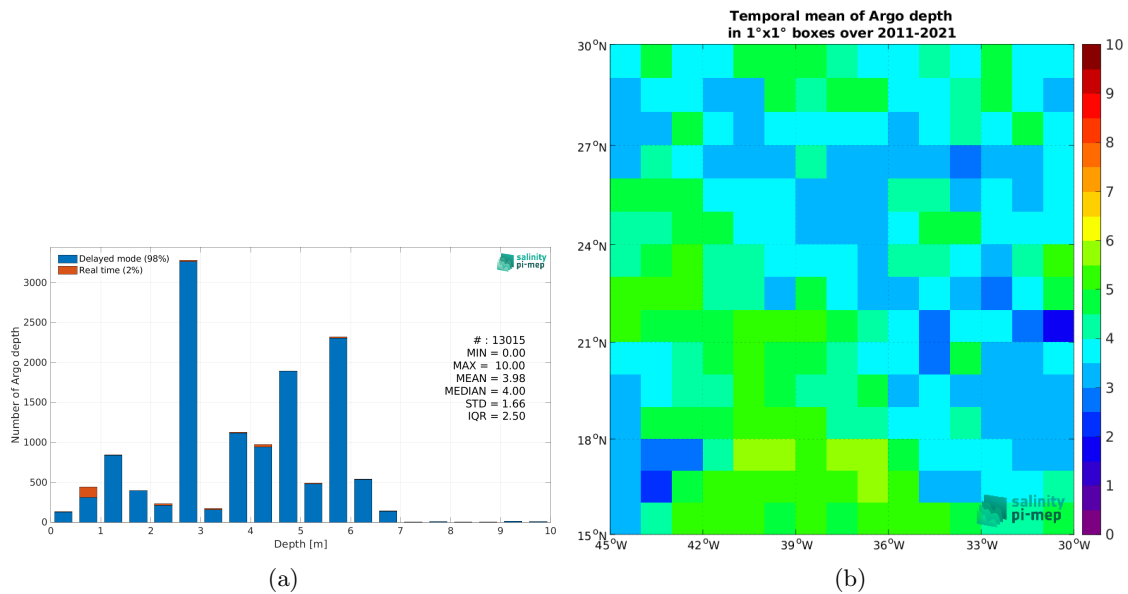 Delayed mode (98%)
Real time (2%)
salinity
pi-mep
Number of Argo depth
3500
3000
2500
2000
1500
1000
500
0
# : 13015
MIN = 0.00
MAX = 10.00
MEAN = 3.98
MEDIAN = 4.00
STD = 1.66
IQR = 2.50
0 1 2 3 4 5 6 7 8 9 10
Depth [m]
(a)
Temporal mean of Argo depth
in 1°x1° boxes over 2011-2021
30°N
27°N
24°N
21°N
18°N
15°N
45°W 42°W 39°W 36°W 33°W 30°W
salinity
pi-mep
10
9
8
7
6
5
4
3
2
1
0
(b)